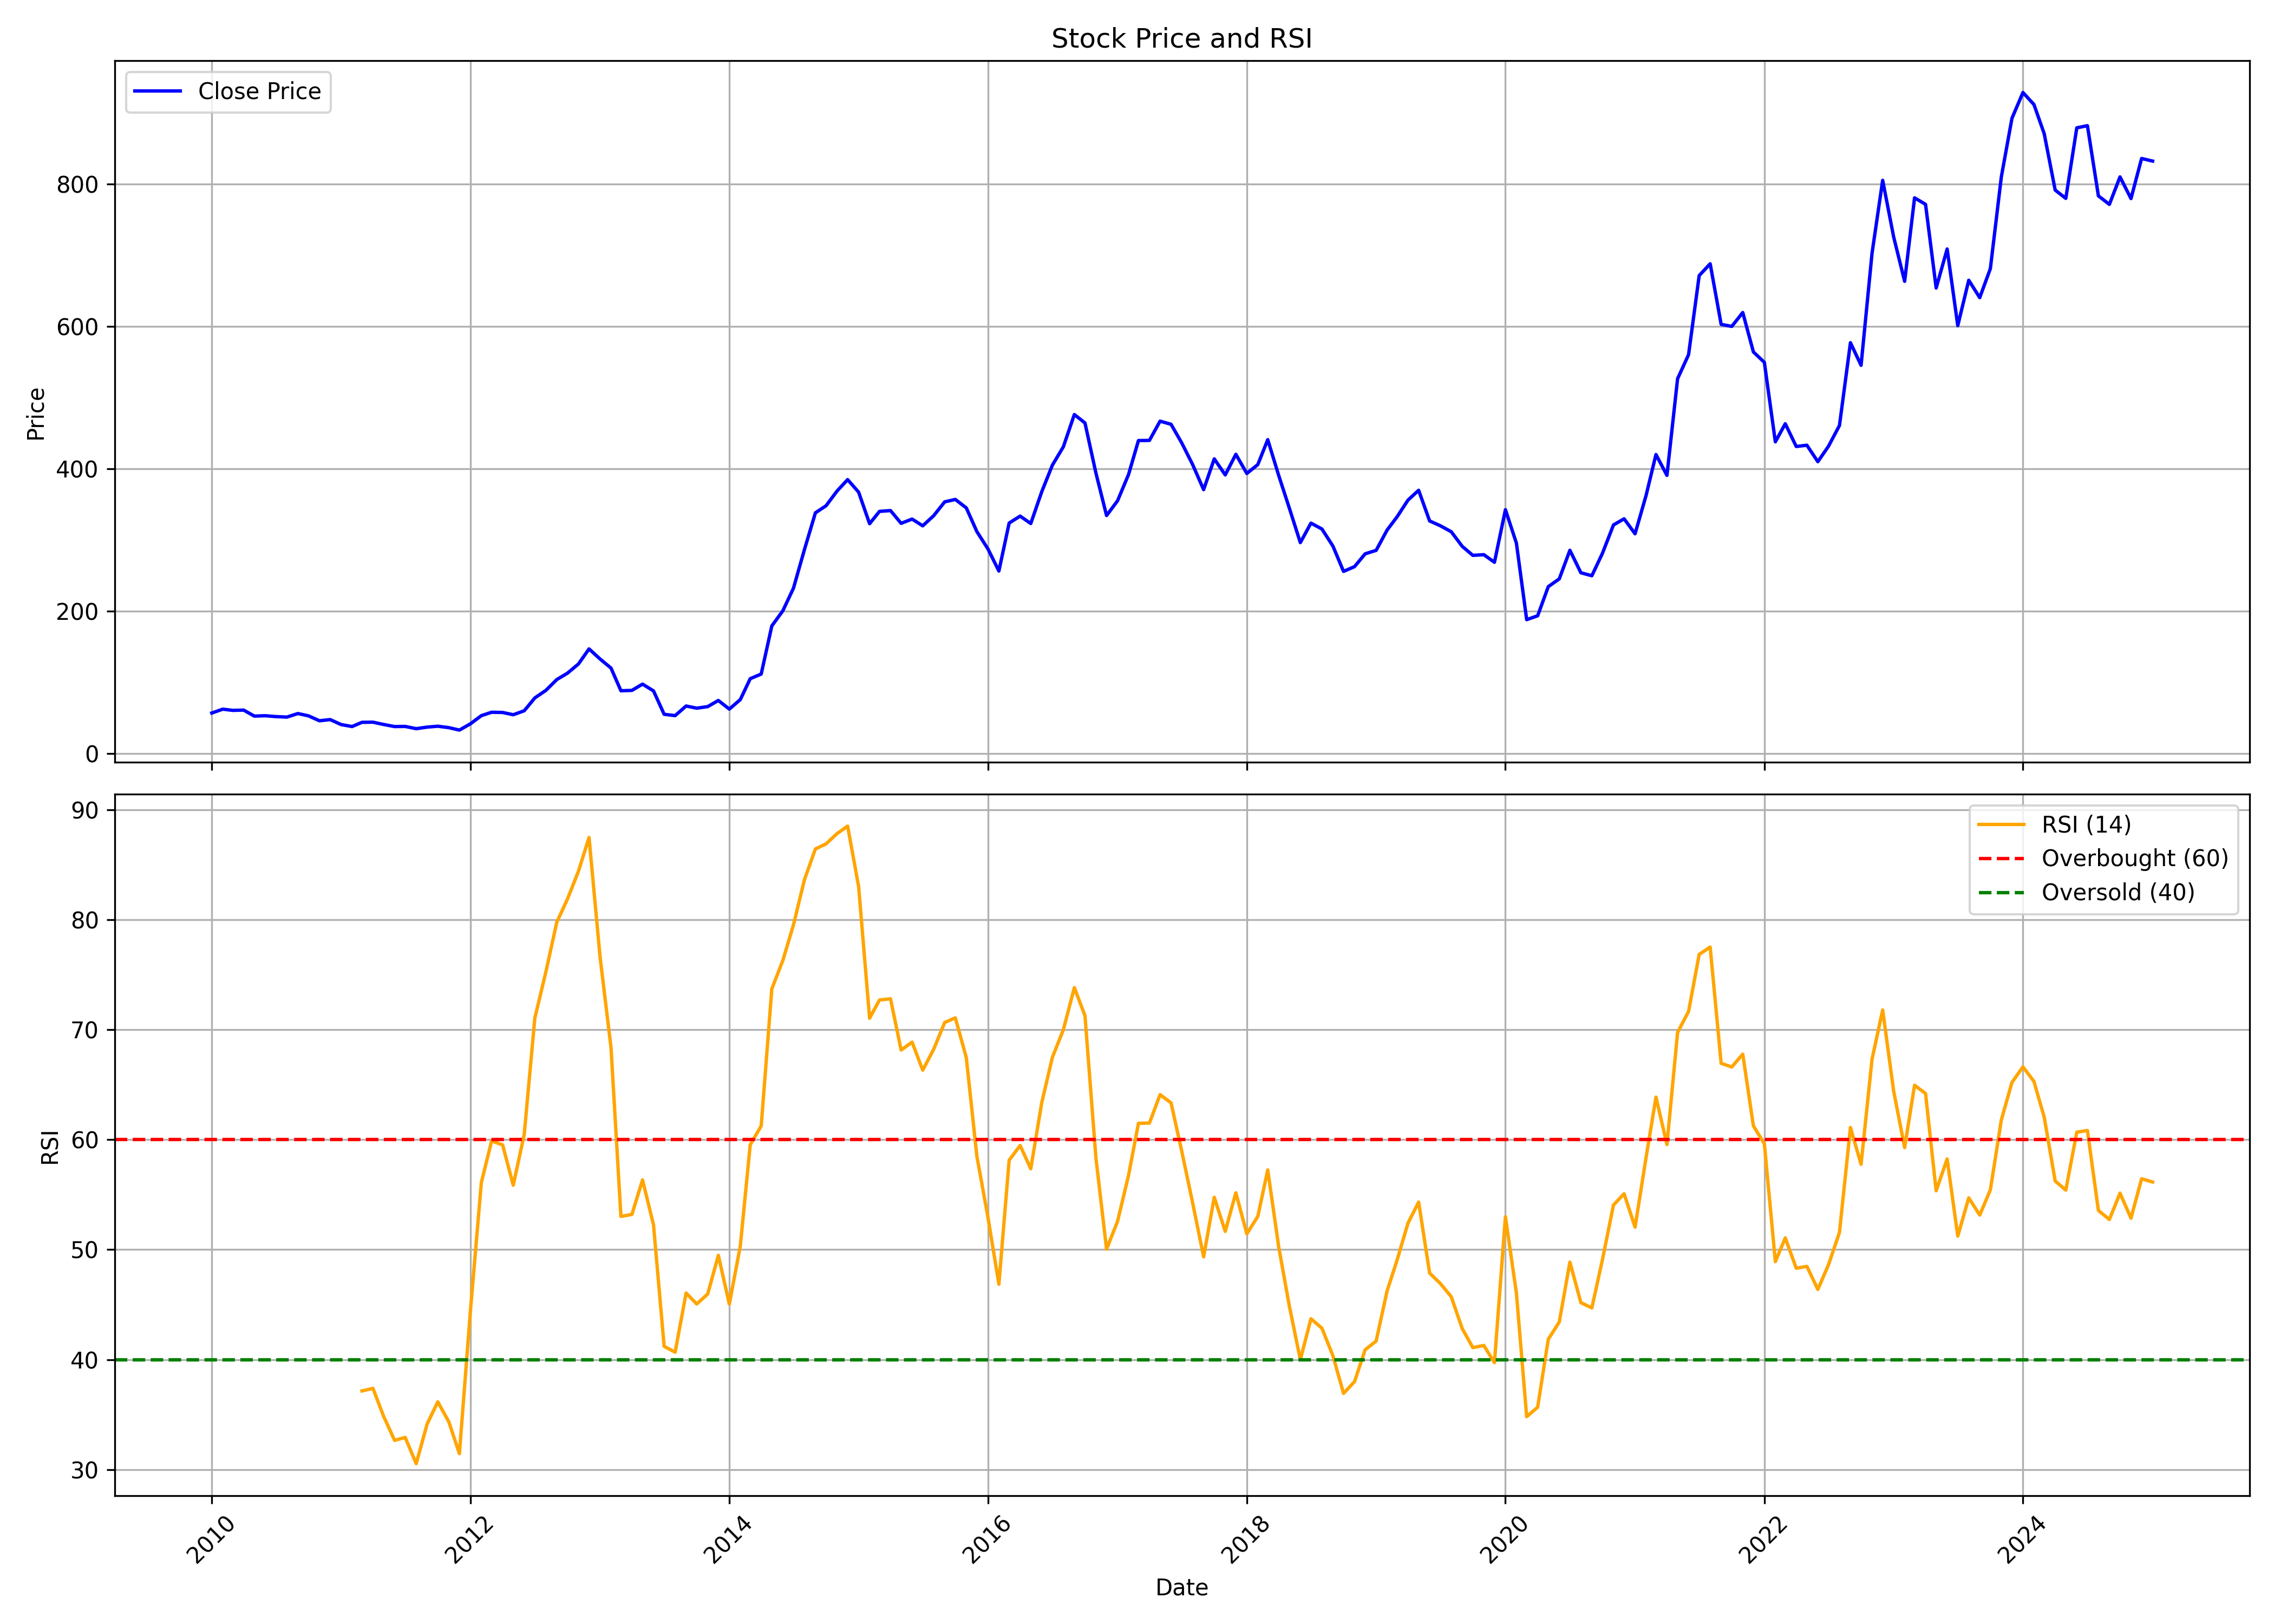 Stock Price and RSI
Close Price
Price
800
600
400
200
0
RSI (14)
Overbought (60)
Oversold (40)
RSI
90
80
70
60
50
40
30
2010
2012
2014
2016
2018
2020
2022
2024
Date